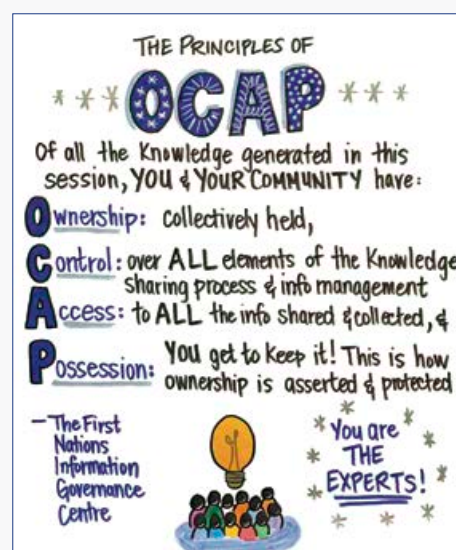 THE PRINCIPLES OF
OCAP
Of all the Knowledge generated in this
session, YOU & YOUR COMMUNITY have:
Ownership: collectively held,
Control: over ALL elements of the Knowledge
sharing process & info management
Access: to ALL the info shared & collected, &
Possession: You get to keep it! This is how
ownership is asserted & protected
— The First
Nations
Information
Governance
Centre
You are
THE
EXPERTS!